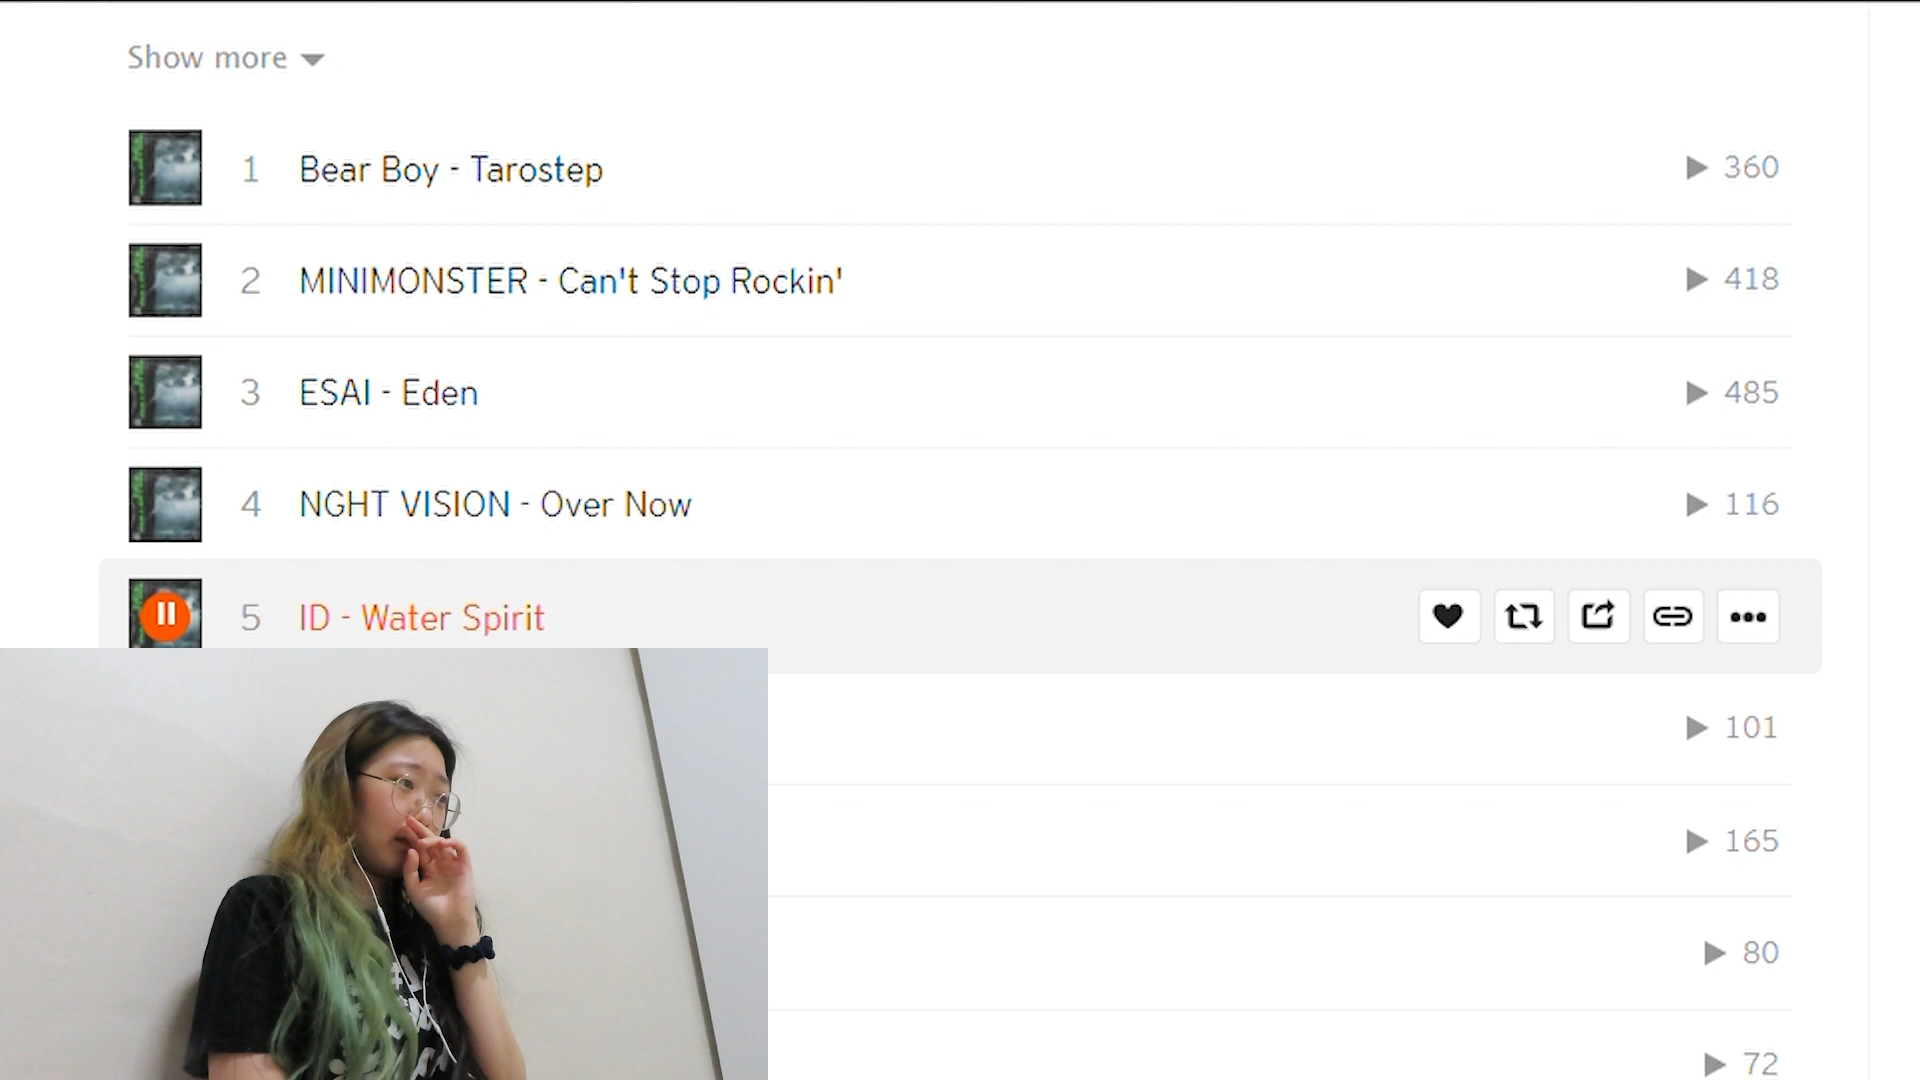 Show more
1 Bear Boy - Tarostep 360
2 MINIMONSTER - Can't Stop Rockin' 418
3 ESAI - Eden 485
4 NGHT VISION - Over Now 116
5 ID - Water Spirit
101
165
80
72